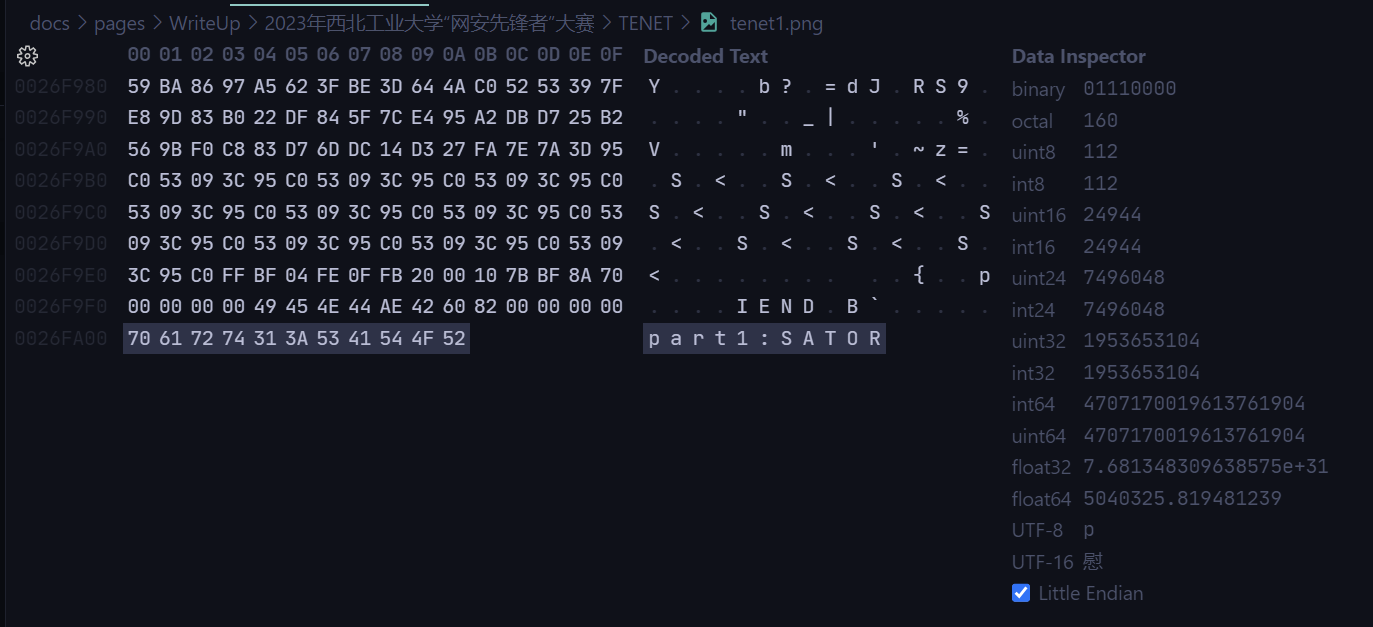 docs > pages > WriteUp > 2023年西北工业大学“网安先锋者”大赛 > TENET > tenet1.png
00 01 02 03 04 05 06 07 08 09 0A 0B 0C 0D 0E 0F Decoded Text Data Inspector
0026F980 59 BA 86 97 A5 62 3F BE 3D 64 4A C0 52 53 39 7F Y . . . . b ? . = d J . R S 9 . binary 01110000
0026F990 E8 9D 83 B0 22 DF 84 5F 7C E4 95 A2 DB D7 25 B2 . . . . " . . _ | . . . . . % . octal 160
0026F9A0 56 9B F0 C8 83 D7 6D DC 14 D3 27 FA 7E 7A 3D 95 V . . . . . m . . . ' . ~ z = . uint8 112
0026F9B0 C0 53 09 3C 95 C0 53 09 3C 95 C0 53 09 3C 95 C0 . S . < . . S . < . . S . < . . int8 112
0026F9C0 53 09 3C 95 C0 53 09 3C 95 C0 53 09 3C 95 C0 53 S . < . . S . < . . S . < . . S uint16 24944
0026F9D0 09 3C 95 C0 53 09 3C 95 C0 53 09 3C 95 C0 53 09 . < . . S . < . . S . < . . S . int16 24944
0026F9E0 3C 95 C0 FF BF 04 FE 0F FB 20 00 10 7B BF 8A 70 < . . . . . . . . . . { . . p uint24 7496048
0026F9F0 00 00 00 00 49 45 4E 44 AE 42 60 82 00 00 00 00 . . . . I E N D . B ` . . . . . int24 7496048
0026FA00 70 61 72 74 31 3A 53 41 54 4F 52 p a r t 1 : S A T O R uint32 1953653104
int32 1953653104
int64 4707170019613761904
uint64 4707170019613761904
float32 7.681348309638575e+31
float64 5040325.819481239
UTF-8 p
UTF-16 慰
Little Endian